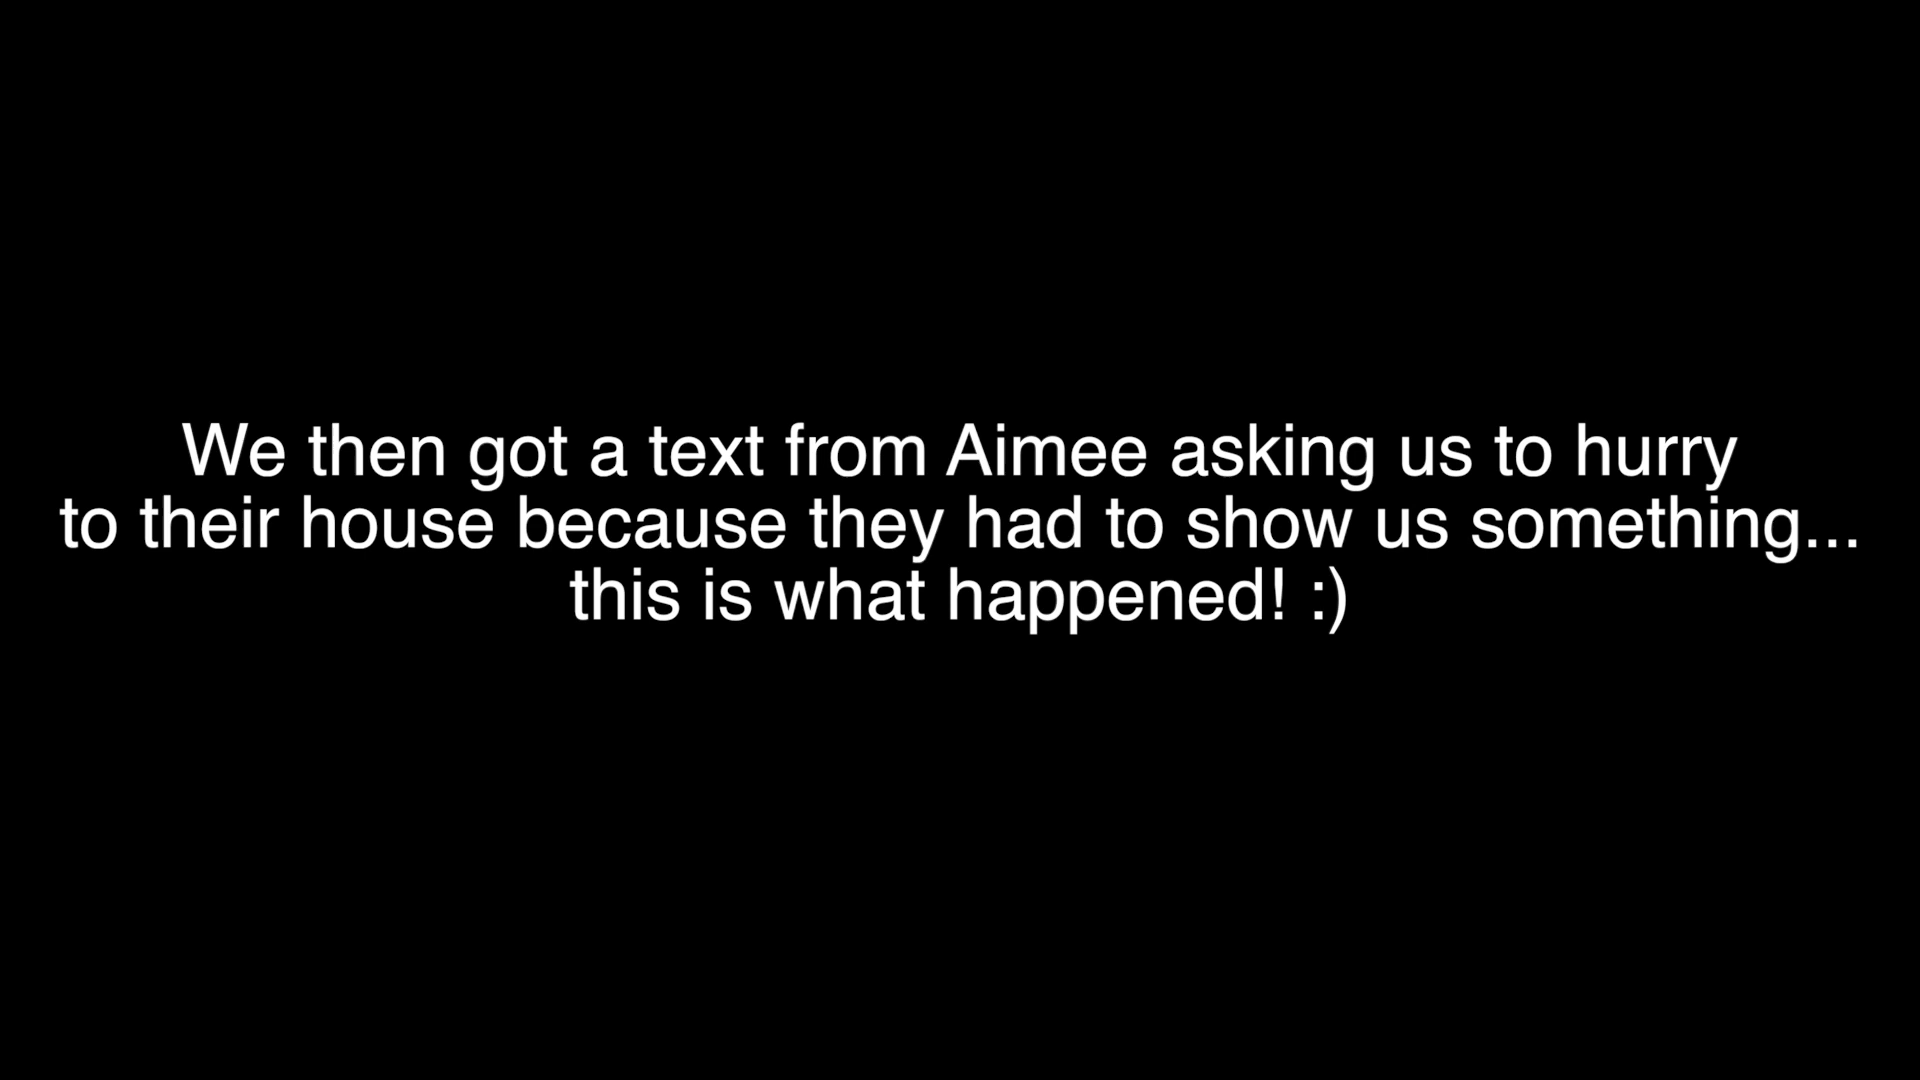 We then got a text from Aimee asking us to hurry
to their house because they had to show us something...
this is what happened! :)